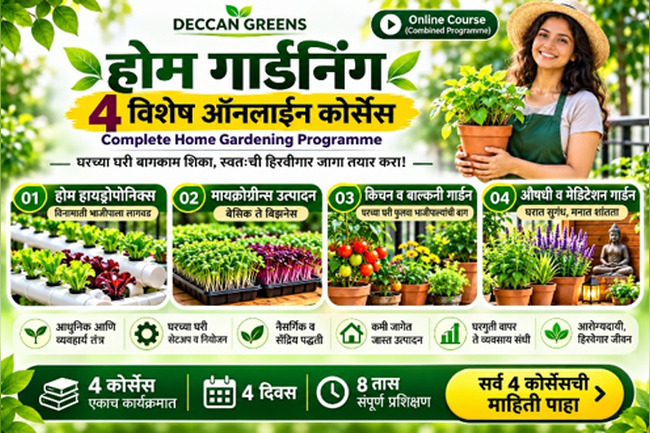 DECCAN GREENS
Online Course
(Combined Programme)
होम गार्डनिंग
4 विशेष ऑनलाईन कोर्सेस
Complete Home Gardening Programme
घरच्या घरी बागकाम शिका, स्वतःची हिरवीगार जागा तयार करा!
01 होम हायड्रोपोनिक्स
विनामाती भाजीपाला लागवड
02 मायक्रोग्रीन्स उत्पादन
बेसिक ते बिझनेस
03 किचन व बाल्कनी गार्डन
घरच्या घरी फुलवा भाजीपाल्यांची बाग
04 औषधी व मेडिटेशन गार्डन
घरात सुगंध, मनात शांतता
आधुनिक आणि
व्यवहार्य तंत्र
घरच्या घरी
सेटअप व नियोजन
नैसर्गिक व
सेंद्रिय पद्धती
कमी जागेत
जास्त उत्पादन
घरगुती वापर
ते व्यवसाय संधी
आरोग्यदायी,
हिरवेगार जीवन
4 कोर्सेस
एकाच कार्यक्रमात
4 दिवस
8 तास
संपूर्ण प्रशिक्षण
सर्व 4 कोर्सेसची
माहिती पाहा